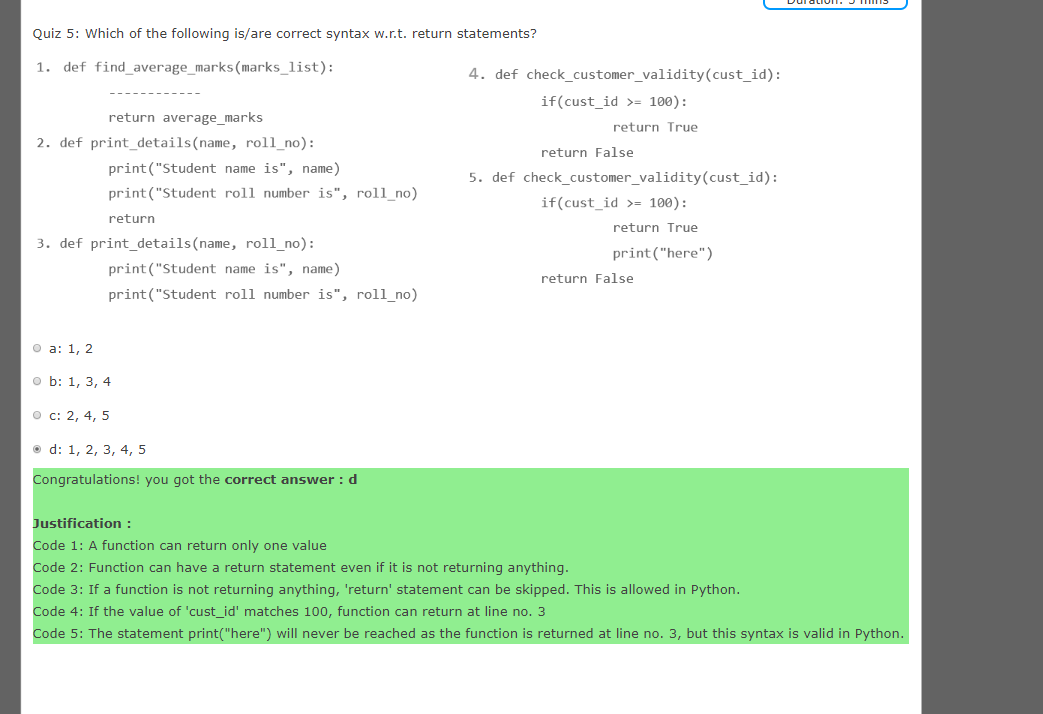 Duration: 5 mins
Quiz 5: Which of the following is/are correct syntax w.r.t. return statements?
1. def find_average_marks(marks_list):
------------
return average_marks
2. def print_details(name, roll_no):
print("Student name is", name)
print("Student roll number is", roll_no)
return
3. def print_details(name, roll_no):
print("Student name is", name)
print("Student roll number is", roll_no)
4. def check_customer_validity(cust_id):
if(cust_id >= 100):
return True
return False
5. def check_customer_validity(cust_id):
if(cust_id >= 100):
return True
print("here")
return False
a: 1, 2
b: 1, 3, 4
c: 2, 4, 5
d: 1, 2, 3, 4, 5
Congratulations! you got the correct answer : d
Justification :
Code 1: A function can return only one value
Code 2: Function can have a return statement even if it is not returning anything.
Code 3: If a function is not returning anything, 'return' statement can be skipped. This is allowed in Python.
Code 4: If the value of 'cust_id' matches 100, function can return at line no. 3
Code 5: The statement print("here") will never be reached as the function is returned at line no. 3, but this syntax is valid in Python.